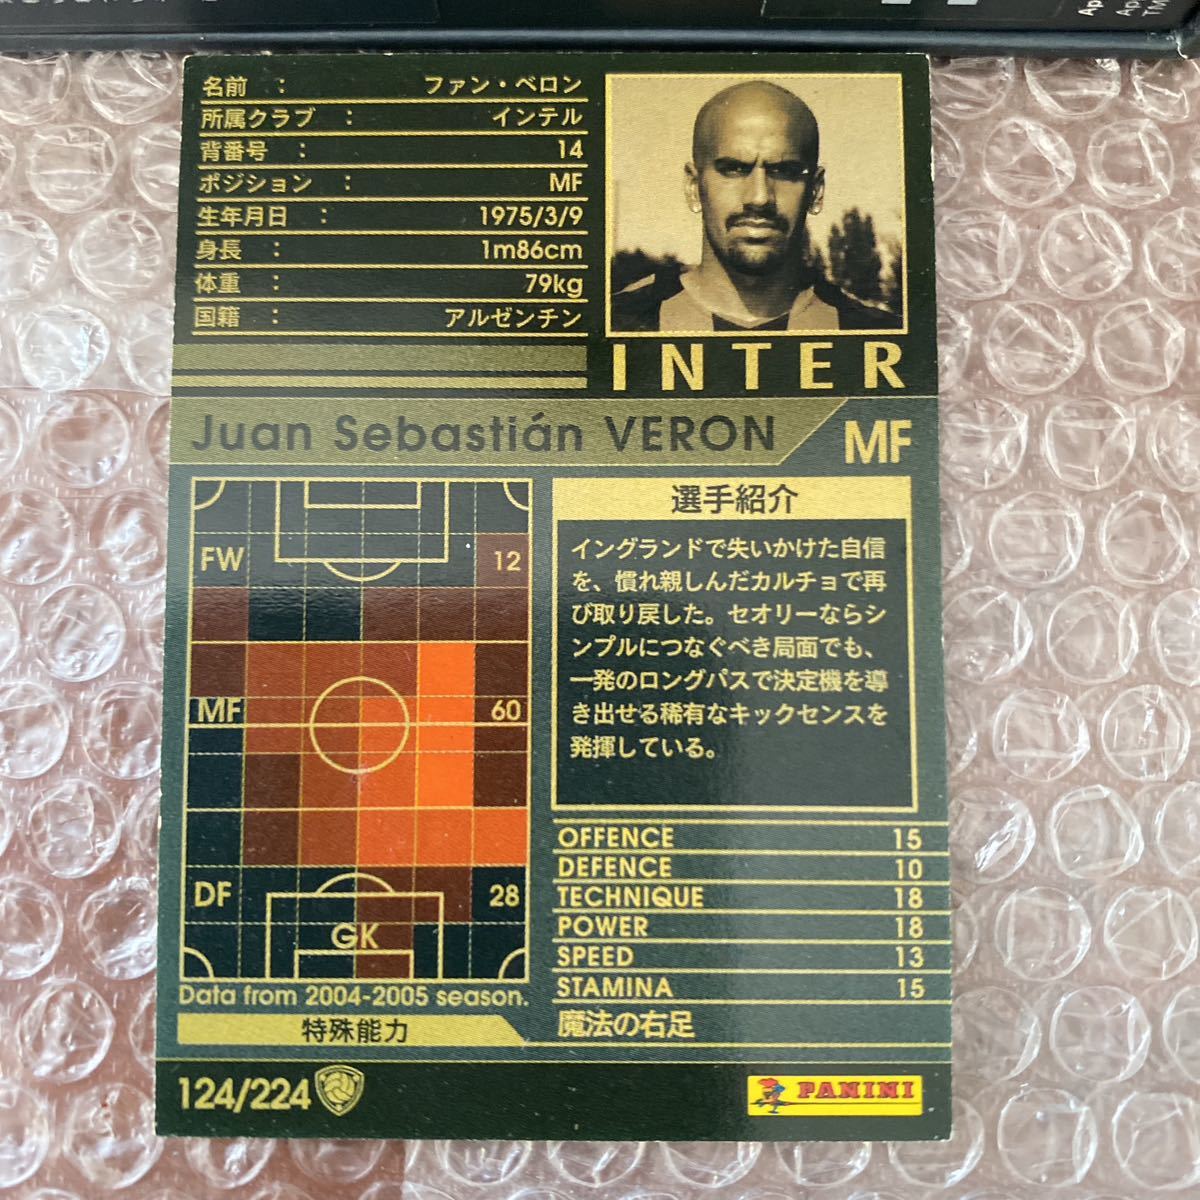 名前 : ファン・ベロン
所属クラブ : インテル
背番号 : 14
ポジション : MF
生年月日 : 1975/3/9
身長 : 1m86cm
体重 : 79kg
国籍 : アルゼンチン
INTER
Juan Sebastián VERON
MF
FW 12
MF 60
DF 28
GK
Data from 2004-2005 season.
選手紹介
イングランドで失いかけた自信
を、慣れ親しんだカルチョで再
び取り戻した。セオリーならシ
ンプルにつなぐべき局面でも、
一発のロングパスで決定機を導
き出せる稀有なキックセンスを
発揮している。
OFFENCE 15
DEFENCE 10
TECHNIQUE 18
POWER 18
SPEED 13
STAMINA 15
特殊能力 魔法の右足
124/224
PANINI